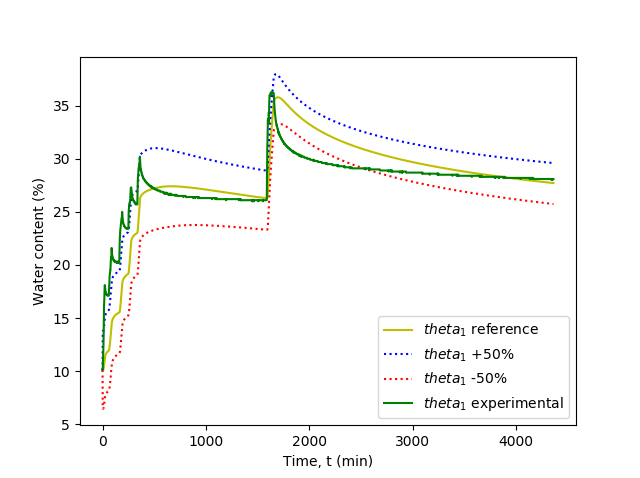 Water content (%)
35
30
25
20
15
10
5
0
1000
2000
3000
4000
Time, t (min)
theta₁ reference
theta₁ +50%
theta₁ -50%
theta₁ experimental